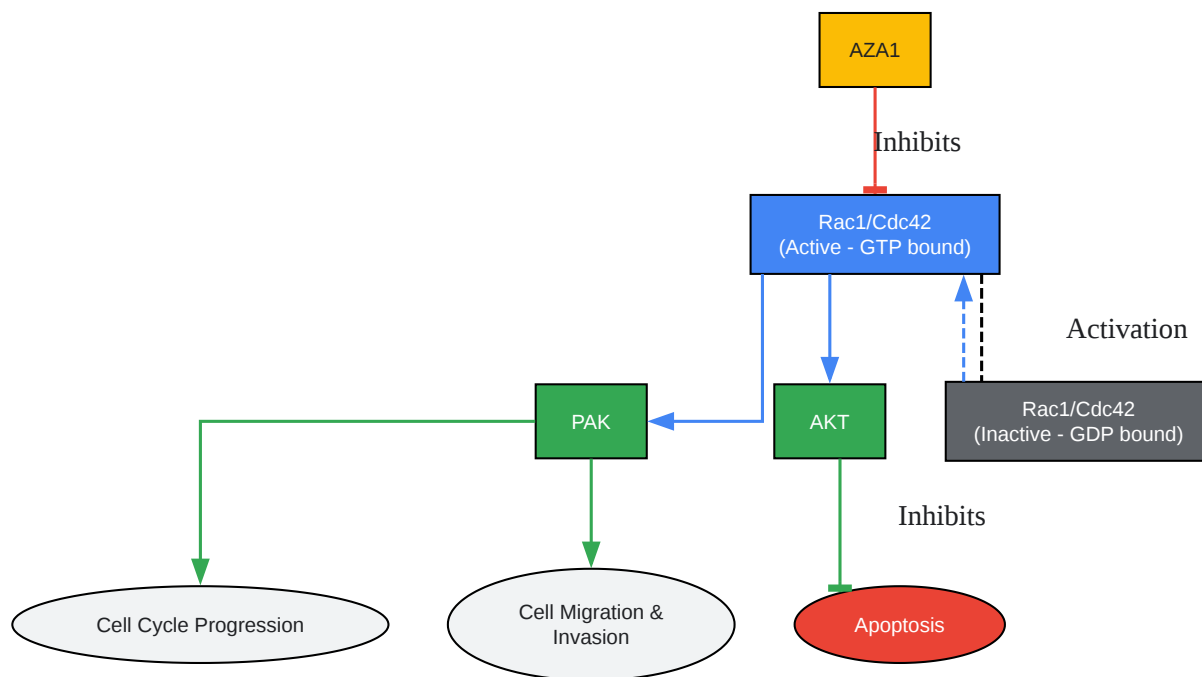 AZA1
Inhibits
Rac1/Cdc42
(Active - GTP bound)
Activation
Rac1/Cdc42
(Inactive - GDP bound)
PAK
AKT
Inhibits
Cell Cycle Progression
Cell Migration &
Invasion
Apoptosis